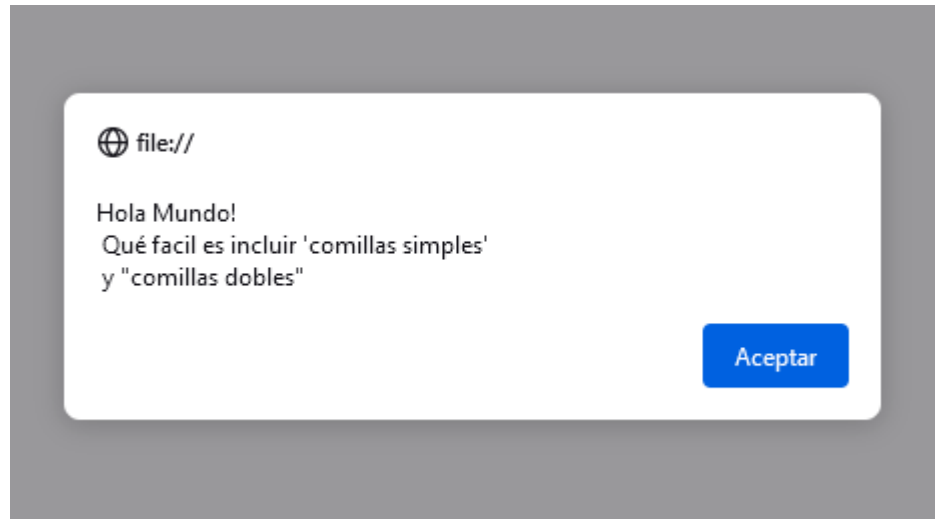 file://
Hola Mundo!
Qué facil es incluir 'comillas simples'
y "comillas dobles"
Aceptar